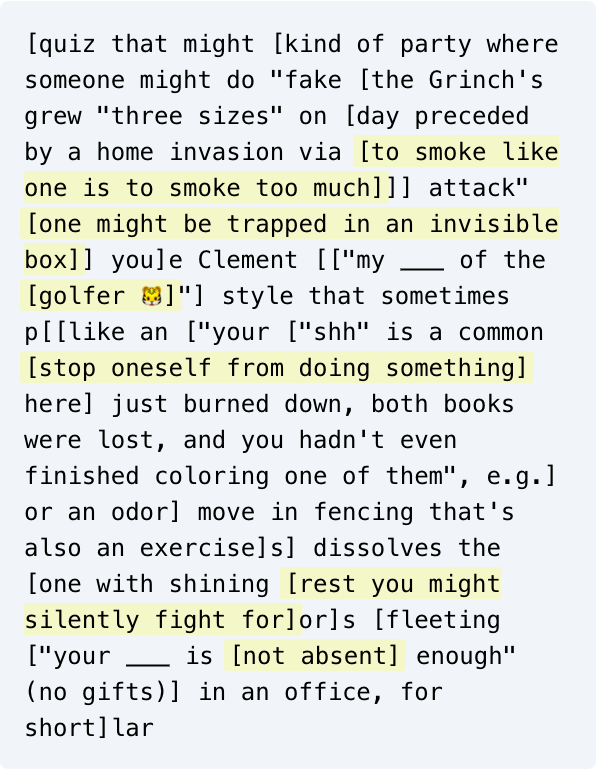 [quiz that might [kind of party where
someone might do "fake [the Grinch's
grew "three sizes" on [day preceded
by a home invasion via [to smoke like
one is to smoke too much]]] attack"
[one might be trapped in an invisible
box]] you]e Clement [["my ___ of the
[golfer 🐯]"] style that sometimes
p[[like an ["your ["shh" is a common
[stop oneself from doing something]
here] just burned down, both books
were lost, and you hadn't even
finished coloring one of them", e.g.]
or an odor] move in fencing that's
also an exercise]s] dissolves the
[one with shining [rest you might
silently fight for]or]s [fleeting
["your ___ is [not absent] enough"
(no gifts)] in an office, for
short]lar